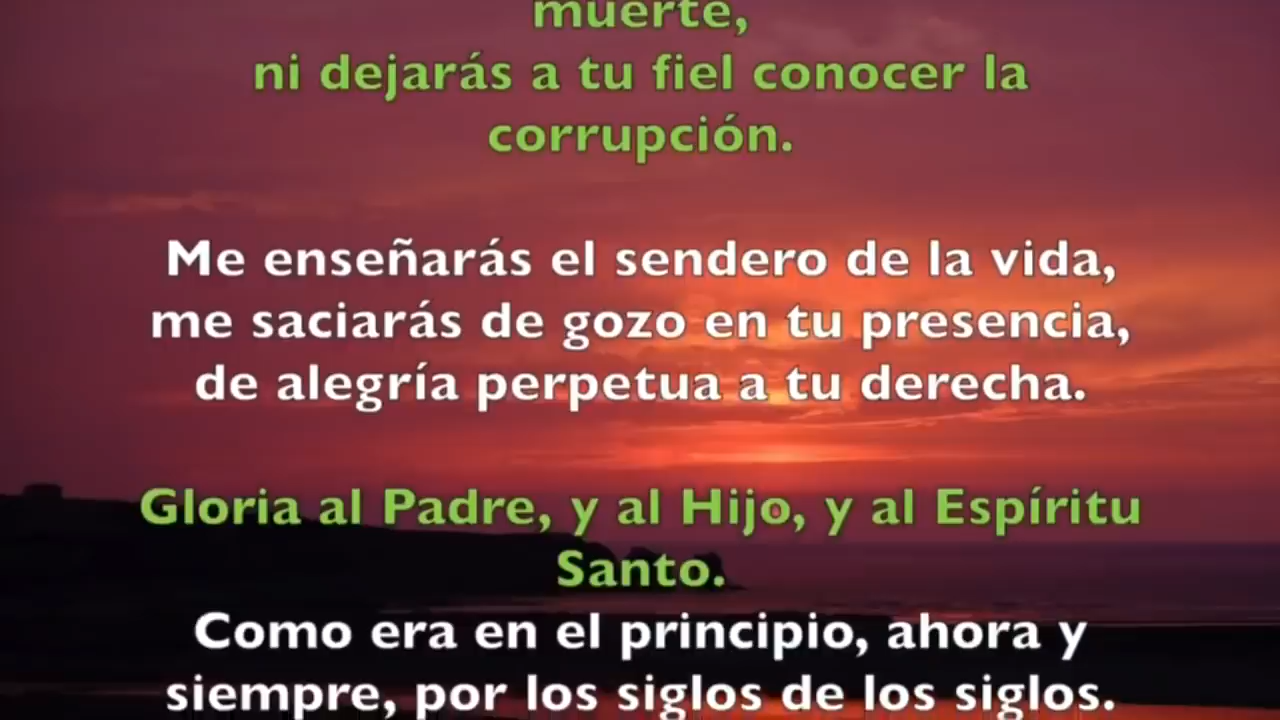 muerte,
ni dejarás a tu fiel conocer la
corrupción.
Me enseñarás el sendero de la vida,
me saciarás de gozo en tu presencia,
de alegría perpetua a tu derecha.
Gloria al Padre, y al Hijo, y al Espíritu
Santo.
Como era en el principio, ahora y
siempre, por los siglos de los siglos.